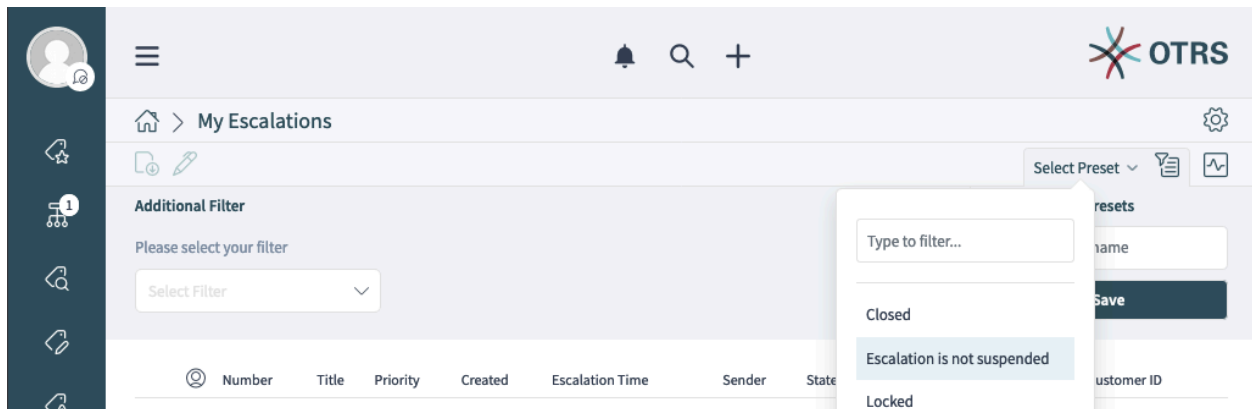 OTRS
My Escalations
Select Preset
1
Additional Filter
resets
Please select your filter
Type to filter...
name
Select Filter
Save
Closed
Escalation is not suspended
Number Title Priority Created Escalation Time Sender State ustomer ID
Locked